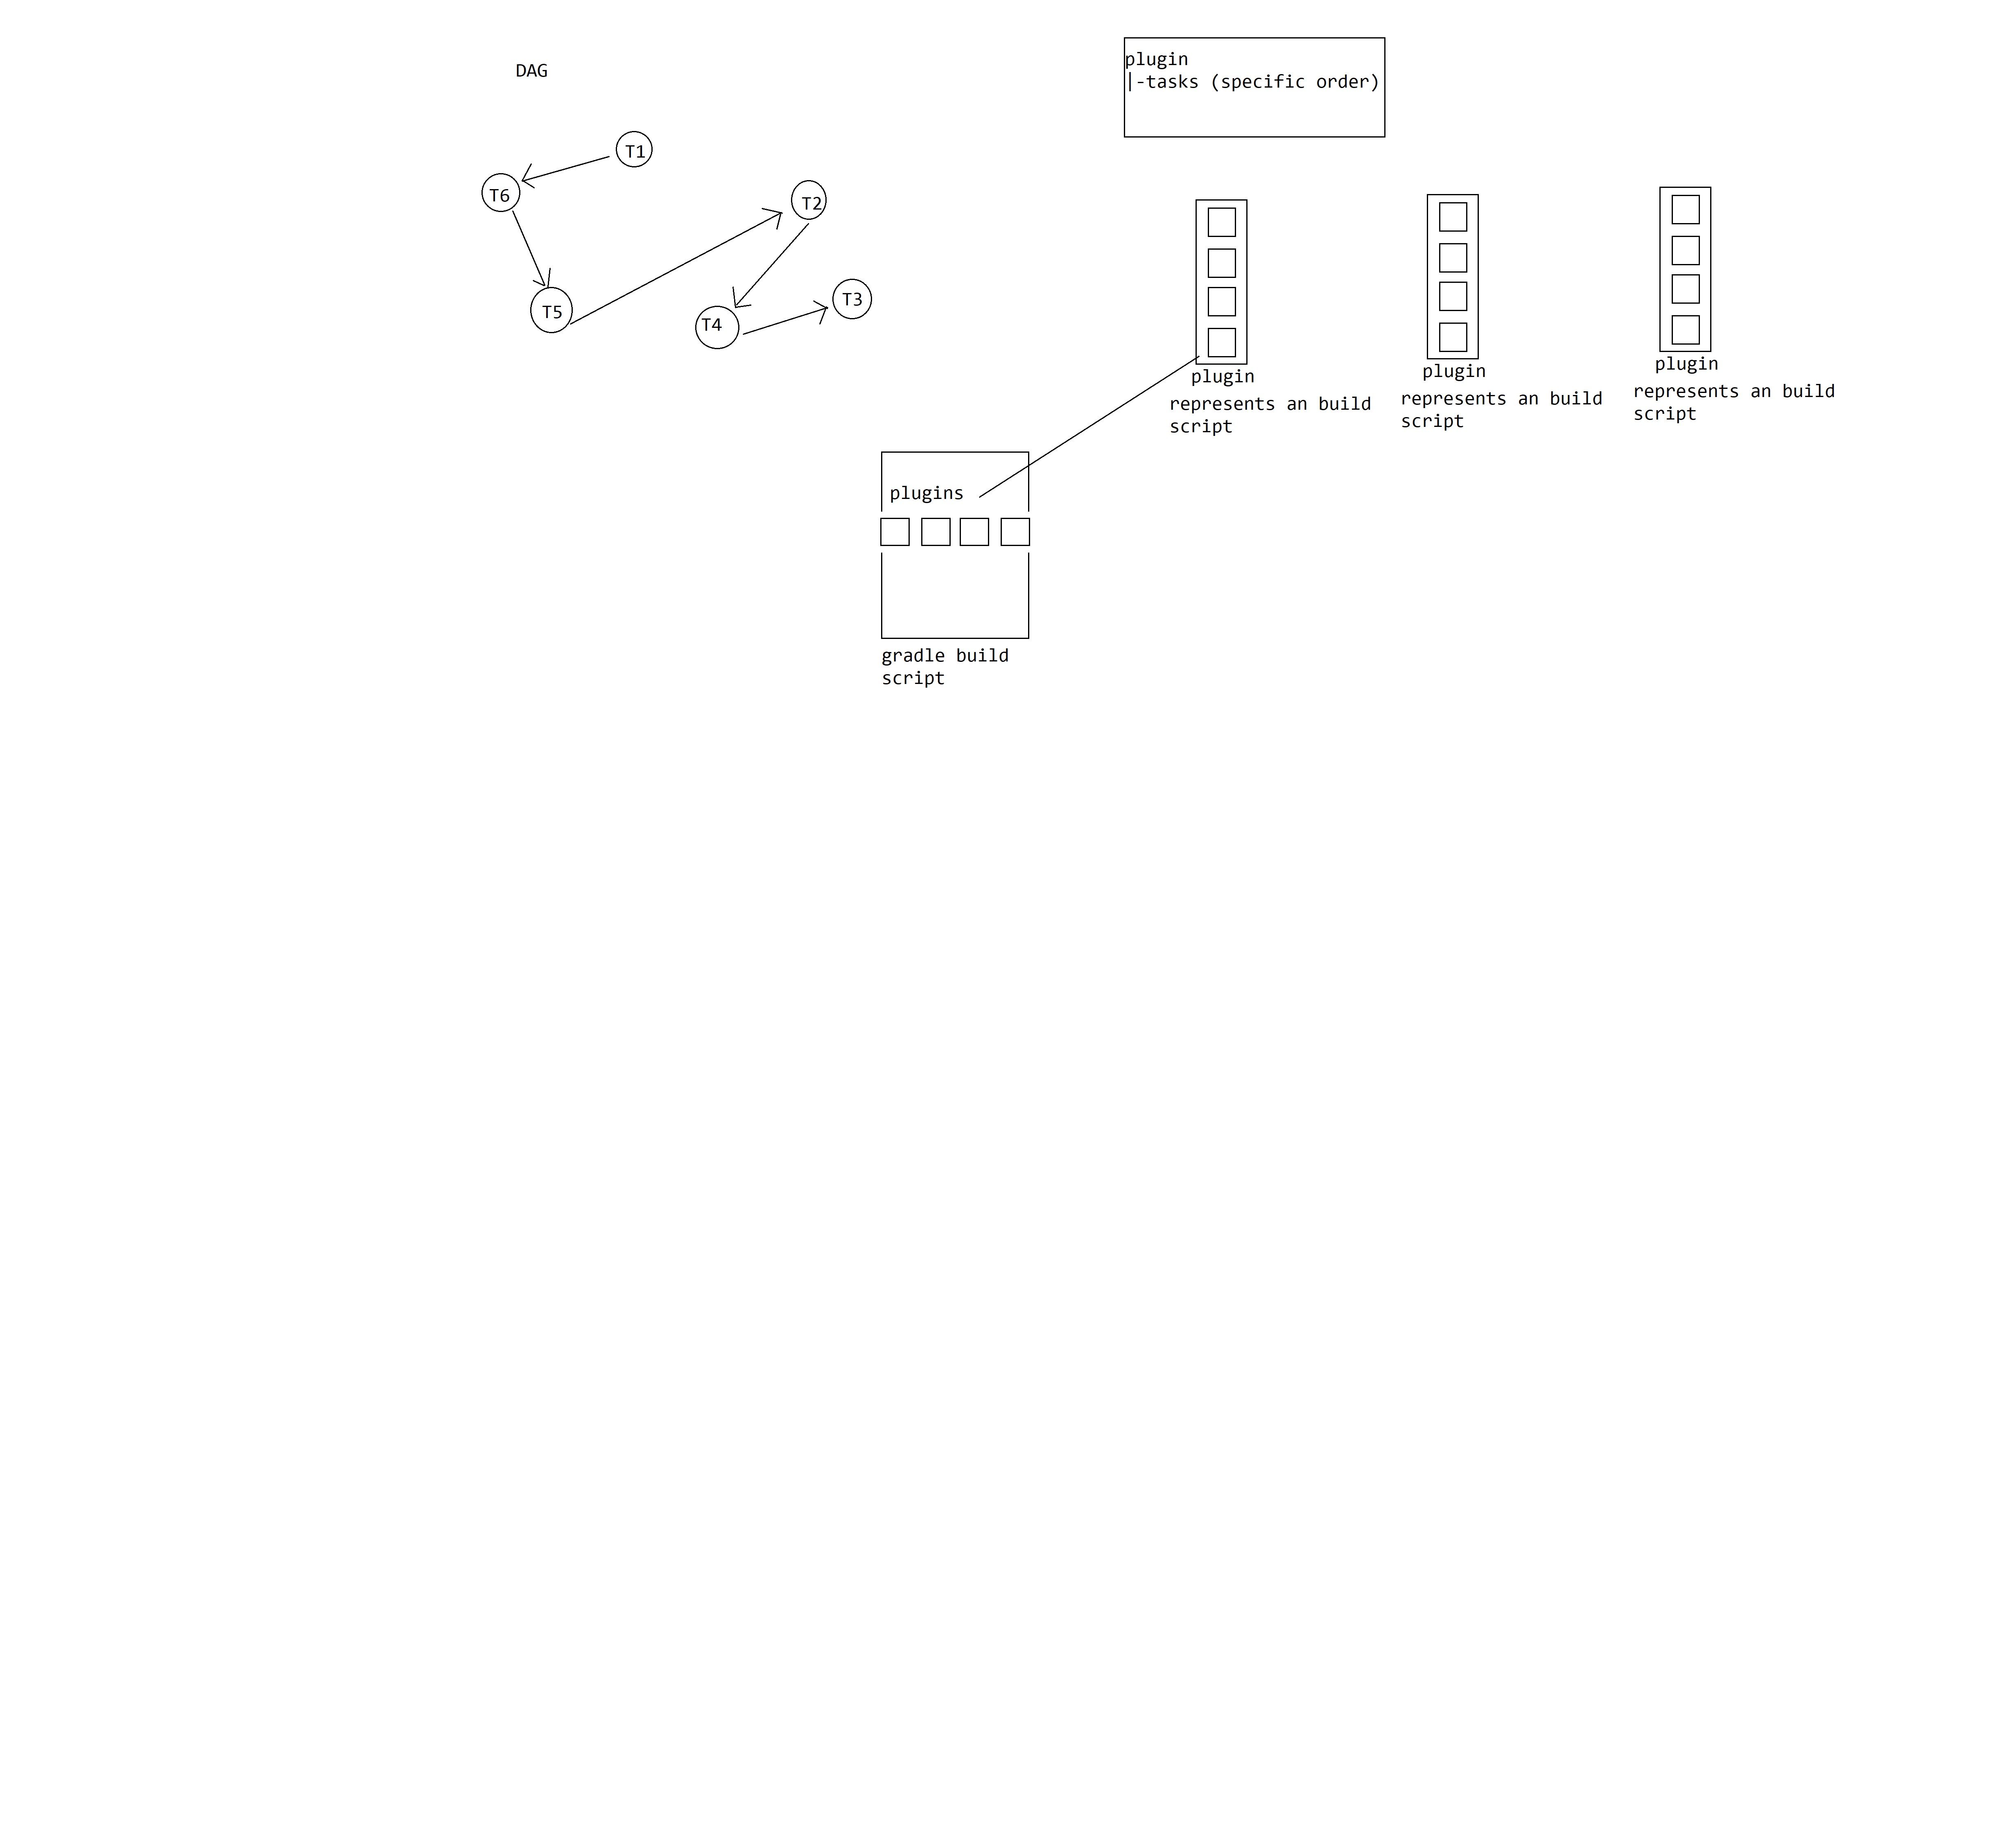 DAG
T1
T6
T2
T5
T4
T3
plugin
|-tasks (specific order)
plugin
represents an build
script
plugin
represents an build
script
plugin
represents an build
script
plugins
gradle build
script